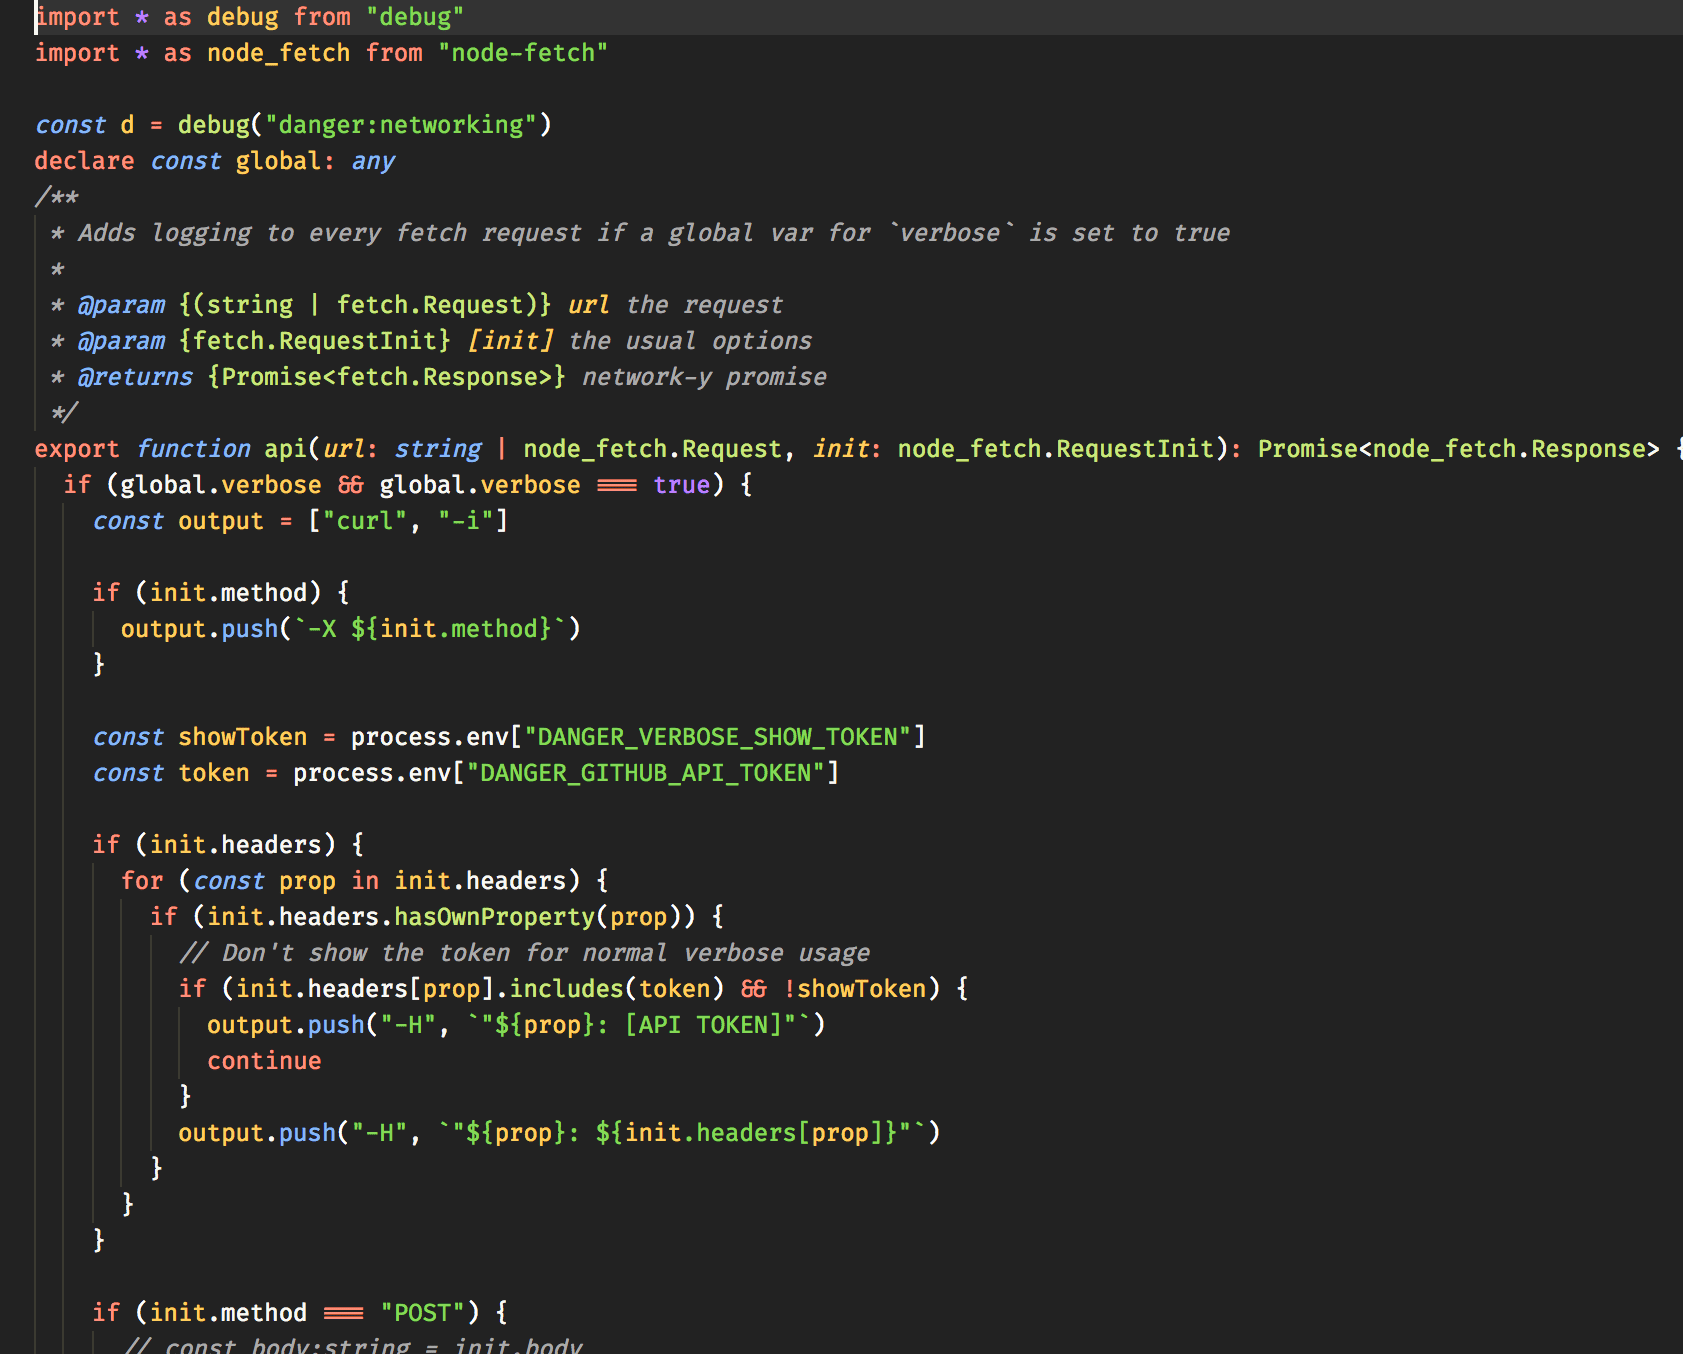 import * as debug from "debug"
import * as node_fetch from "node-fetch"

const d = debug("danger:networking")
declare const global: any
/**
 * Adds logging to every fetch request if a global var for `verbose` is set to true
 *
 * @param {(string | fetch.Request)} url the request
 * @param {fetch.RequestInit} [init] the usual options
 * @returns {Promise<fetch.Response>} network-y promise
 */
export function api(url: string | node_fetch.Request, init: node_fetch.RequestInit): Promise<node_fetch.Response> {
  if (global.verbose && global.verbose === true) {
    const output = ["curl", "-i"]

    if (init.method) {
      output.push(`-X ${init.method}`)
    }

    const showToken = process.env["DANGER_VERBOSE_SHOW_TOKEN"]
    const token = process.env["DANGER_GITHUB_API_TOKEN"]

    if (init.headers) {
      for (const prop in init.headers) {
        if (init.headers.hasOwnProperty(prop)) {
          // Don't show the token for normal verbose usage
          if (init.headers[prop].includes(token) && !showToken) {
            output.push("-H", `"${prop}: [API TOKEN]"`)
            continue
          }
          output.push("-H", `"${prop}: ${init.headers[prop]}"`)
        }
      }
    }

    if (init.method === "POST") {
      // const body:string = init.body